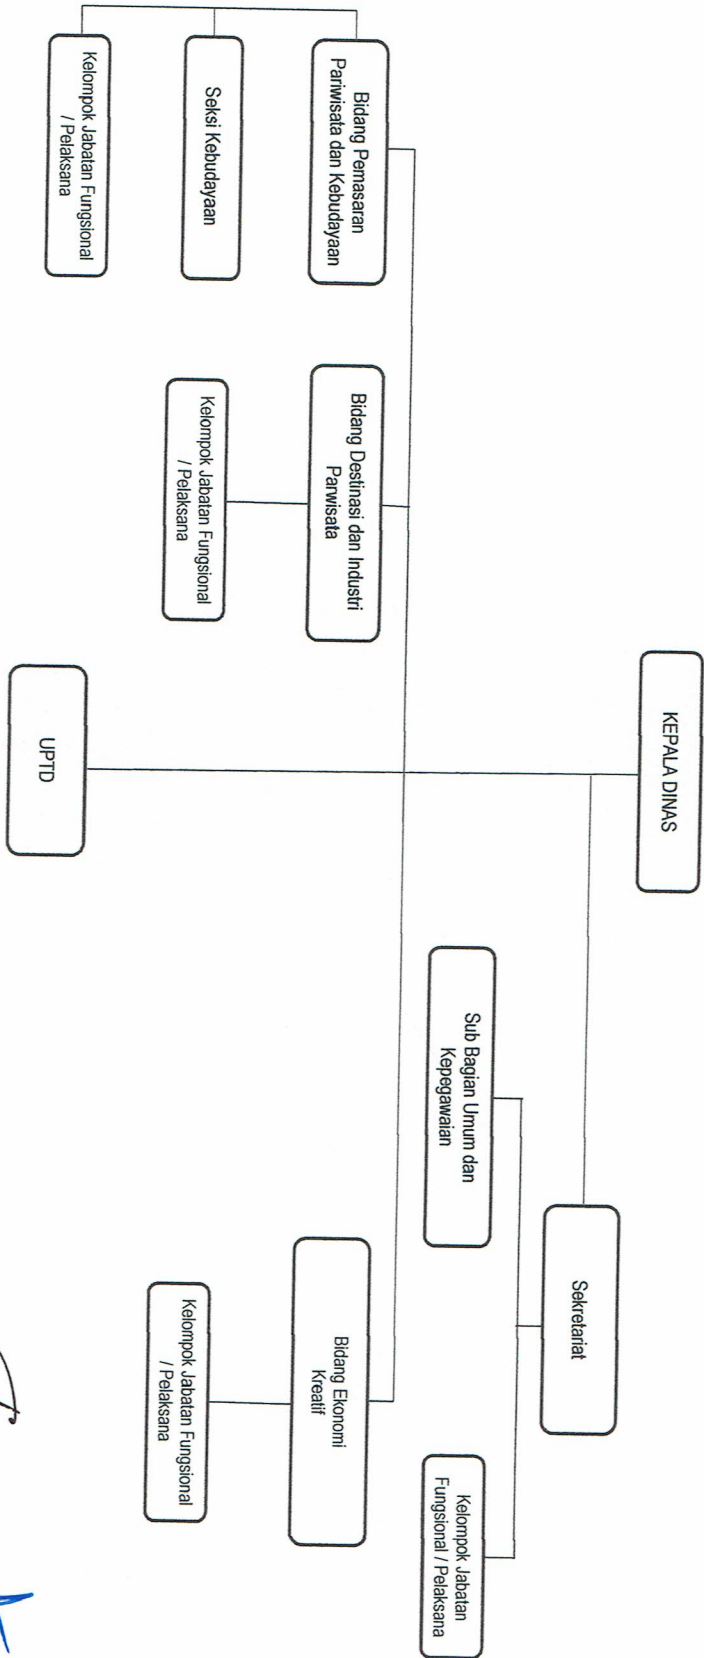 KEPALA DINAS
Sekretariat
Sub Bagian Umum dan
Kepegawaian
Kelompok Jabatan
Fungsional / Pelaksana
Bidang Pemasaran
Pariwisata dan Kebudayaan
Seksi Kebudayaan
Kelompok Jabatan Fungsional
/ Pelaksana
Bidang Destinasi dan Industri
Parwisata
Kelompok Jabatan Fungsional
/ Pelaksana
Bidang Ekonomi
Kreatif
Kelompok Jabatan Fungsional
/ Pelaksana
UPTD